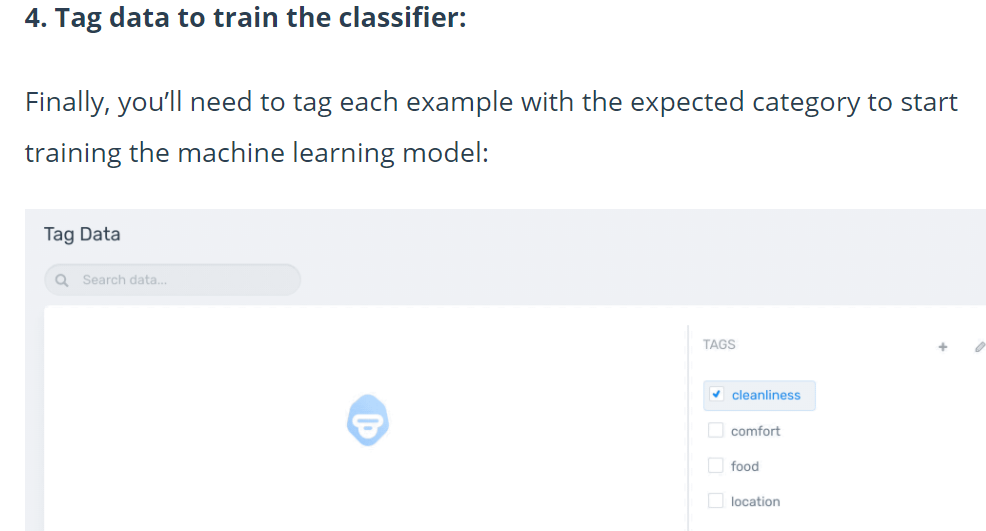 4. Tag data to train the classifier:
Finally, you’ll need to tag each example with the expected category to start
training the machine learning model:
Tag Data
Search data...
TAGS
cleanliness
comfort
food
location